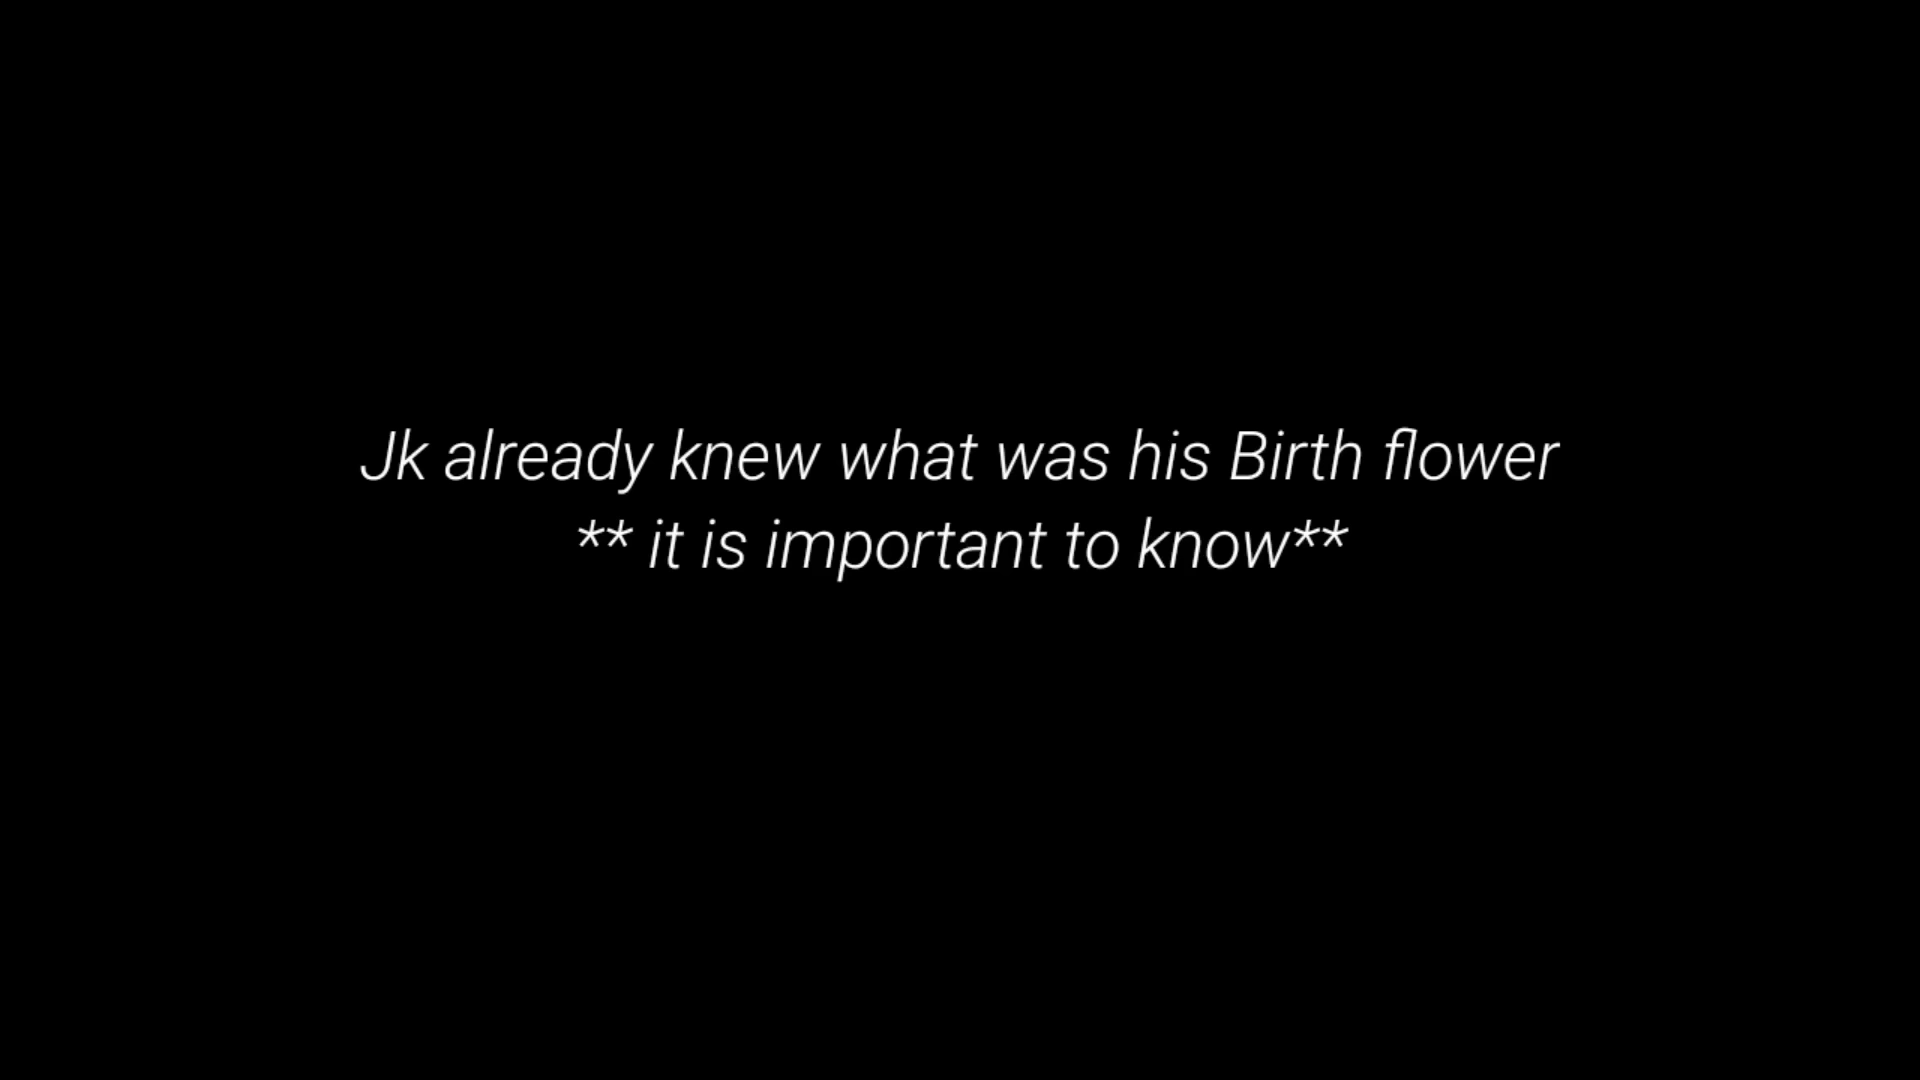 Jk already knew what was his Birth flower
** it is important to know**